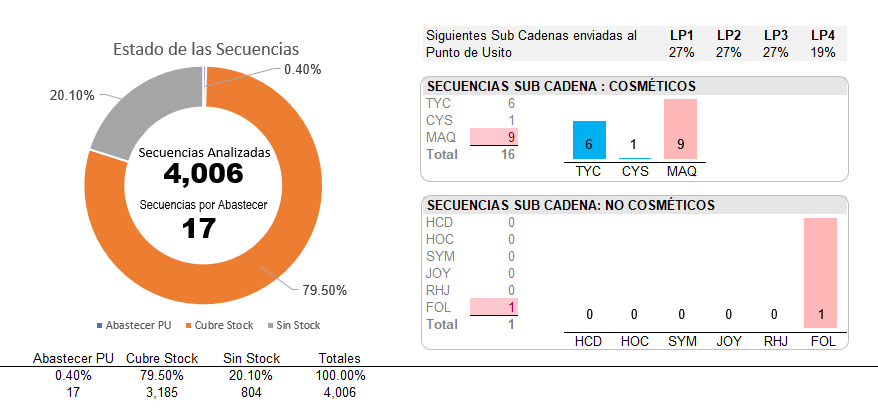 Estado de las Secuencias
0.40%
20.10%
Secuencias Analizadas
4,006
Secuencias por Abastecer
17
79.50%
Abastecer PU Cubre Stock Sin Stock
Abastecer PU Cubre Stock Sin Stock Totales
0.40% 79.50% 20.10% 100.00%
17 3,185 804 4,006
Siguientes Sub Cadenas enviadas al LP1 LP2 LP3 LP4
Punto de Usito 27% 27% 27% 19%
SECUENCIAS SUB CADENA : COSMÉTICOS
TYC 6
CYS 1
MAQ 9
Total 16
6 1 9
TYC CYS MAQ
SECUENCIAS SUB CADENA: NO COSMÉTICOS
HCD 0
HOC 0
SYM 0
JOY 0
RHJ 0
FOL 1
Total 1
0 0 0 0 0 1
HCD HOC SYM JOY RHJ FOL